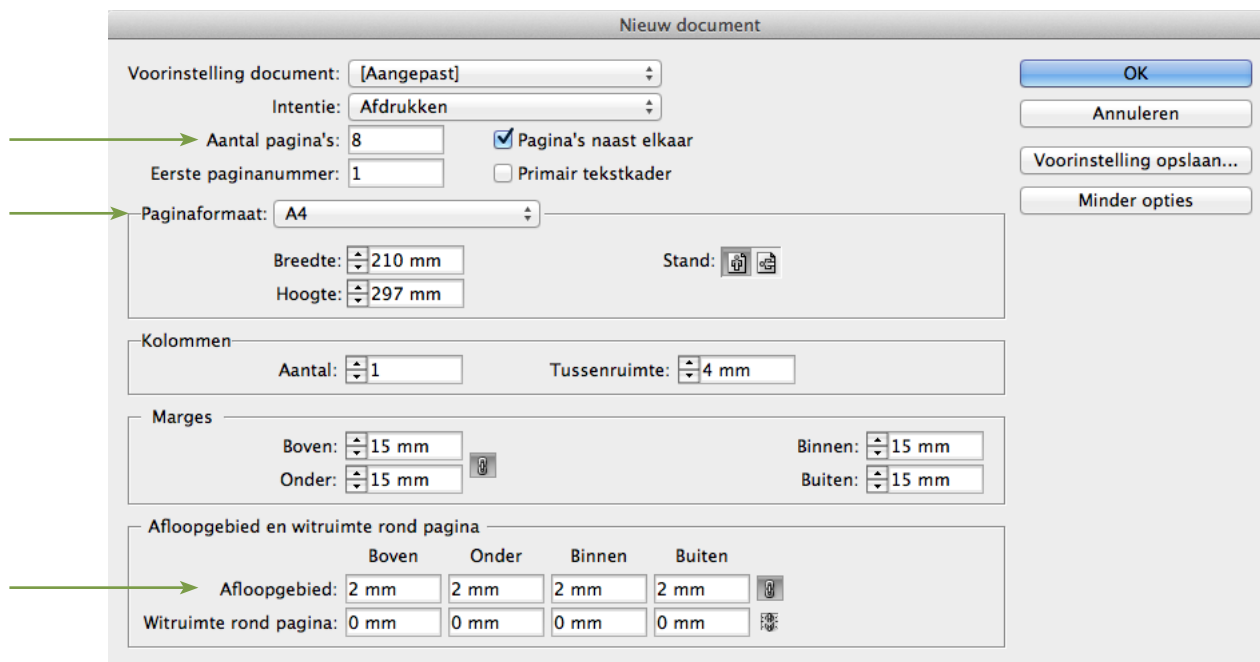 Nieuw document
Voorinstelling document: [Aangepast]
OK
Intentie: Afdrukken
Annuleren
Aantal pagina's: 8 Pagina's naast elkaar
Voorinstelling opslaan...
Eerste paginanummer: 1 Primair tekstkader
Minder opties
Paginaformaat: A4
Breedte: 210 mm Stand:
Hoogte: 297 mm
Kolommen
Aantal: 1 Tussenruimte: 4 mm
Marges
Boven: 15 mm Binnen: 15 mm
Onder: 15 mm Buiten: 15 mm
Afloopgebied en witruimte rond pagina
Boven Onder Binnen Buiten
Afloopgebied: 2 mm 2 mm 2 mm 2 mm
Witruimte rond pagina: 0 mm 0 mm 0 mm 0 mm